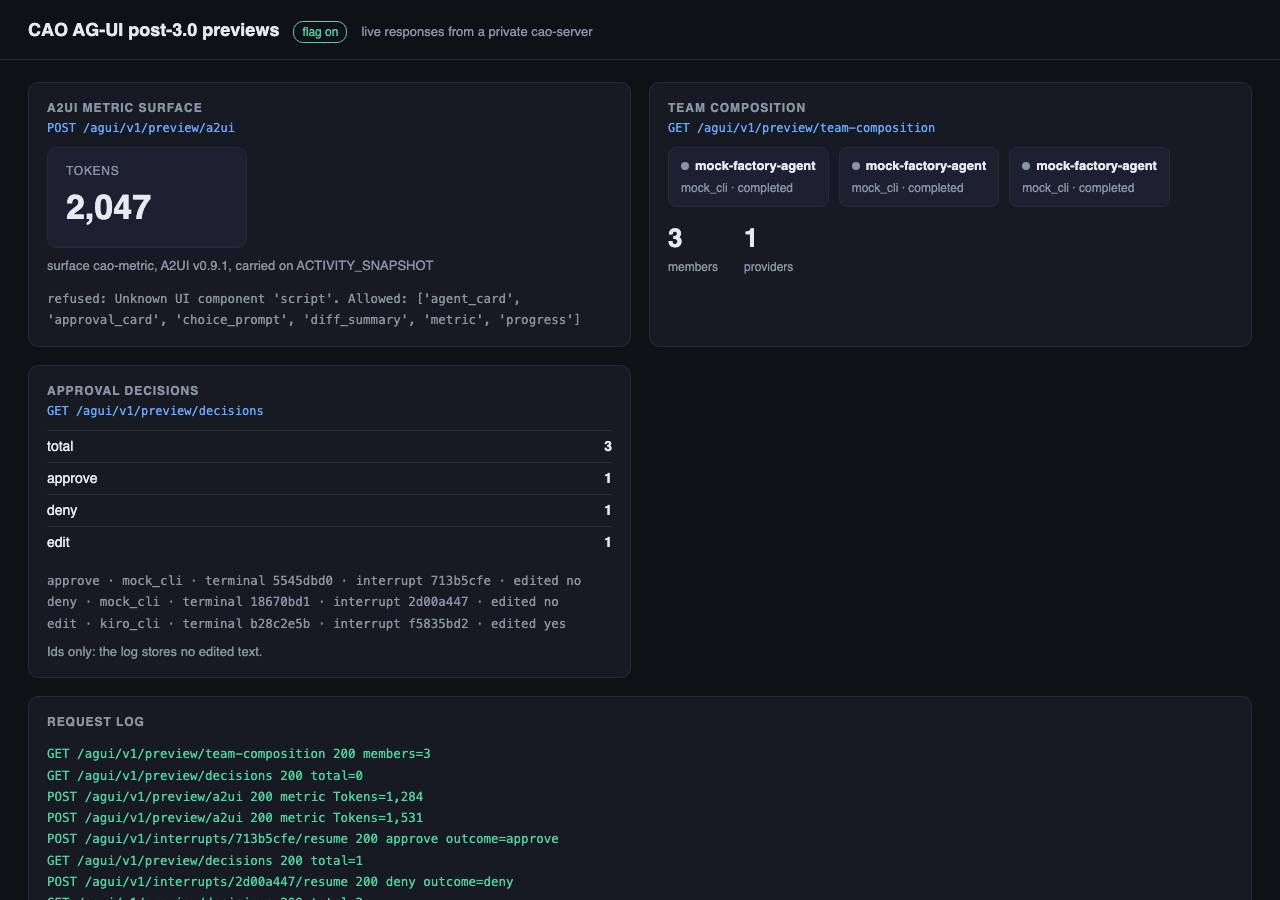 CAO AG-UI post-3.0 previews
flag on
live responses from a private cao-server
A2UI METRIC SURFACE
POST /agui/v1/preview/a2ui
TOKENS
2,047
surface cao-metric, A2UI v0.9.1, carried on ACTIVITY_SNAPSHOT
refused: Unknown UI component 'script'. Allowed: ['agent_card',
'approval_card', 'choice_prompt', 'diff_summary', 'metric', 'progress']
TEAM COMPOSITION
GET /agui/v1/preview/team-composition
mock-factory-agent
mock_cli · completed
mock-factory-agent
mock_cli · completed
mock-factory-agent
mock_cli · completed
3
members
1
providers
APPROVAL DECISIONS
GET /agui/v1/preview/decisions
total 3
approve 1
deny 1
edit 1
approve · mock_cli · terminal 5545dbd0 · interrupt 713b5cfe · edited no
deny · mock_cli · terminal 18670bd1 · interrupt 2d00a447 · edited no
edit · kiro_cli · terminal b28c2e5b · interrupt f5835bd2 · edited yes
Ids only: the log stores no edited text.
REQUEST LOG
GET /agui/v1/preview/team-composition 200 members=3
GET /agui/v1/preview/decisions 200 total=0
POST /agui/v1/preview/a2ui 200 metric Tokens=1,284
POST /agui/v1/preview/a2ui 200 metric Tokens=1,531
POST /agui/v1/interrupts/713b5cfe/resume 200 approve outcome=approve
GET /agui/v1/preview/decisions 200 total=1
POST /agui/v1/interrupts/2d00a447/resume 200 deny outcome=deny